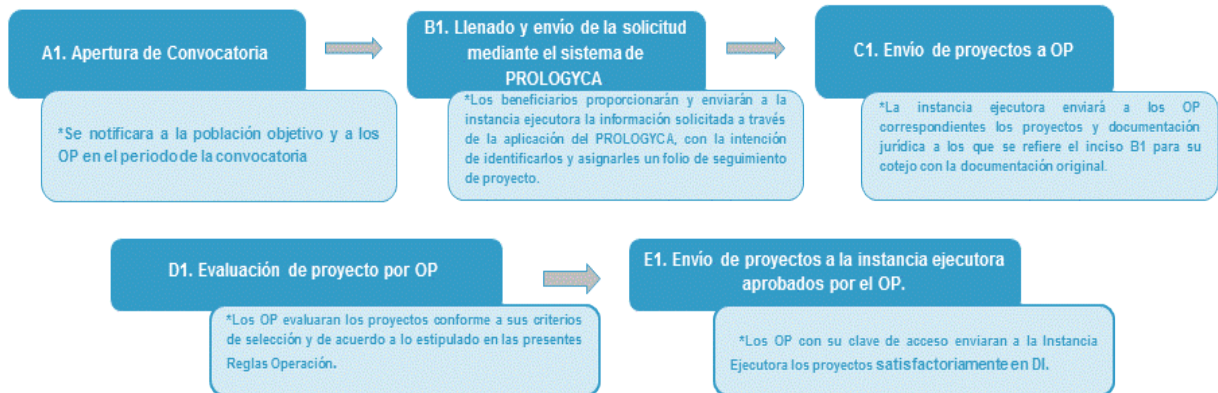 A1. Apertura de Convocatoria
*Se notificara a la población objetivo y a los
OP en el periodo de la convocatoria
B1. Llenado y envío de la solicitud
mediante el sistema de
PROLOGYCA
*Los beneficiarios proporcionarán y enviarán a la
instancia ejecutora la información solicitada a través
de la aplicación del PROLOGYCA, con la intención
de identificarlos y asignarles un folio de seguimiento
de proyecto.
C1. Envío de proyectos a OP
*La instancia ejecutora enviará a los OP
correspondientes los proyectos y documentación
jurídica a los que se refiere el inciso B1 para su
cotejo con la documentación original.
D1. Evaluación de proyecto por OP
*Los OP evaluaran los proyectos conforme a sus criterios
de selección y de acuerdo a lo estipulado en las presentes
Reglas Operación.
E1. Envío de proyectos a la instancia ejecutora
aprobados por el OP.
*Los OP con su clave de acceso enviaran a la Instancia
Ejecutora los proyectos satisfactoriamente en DI.